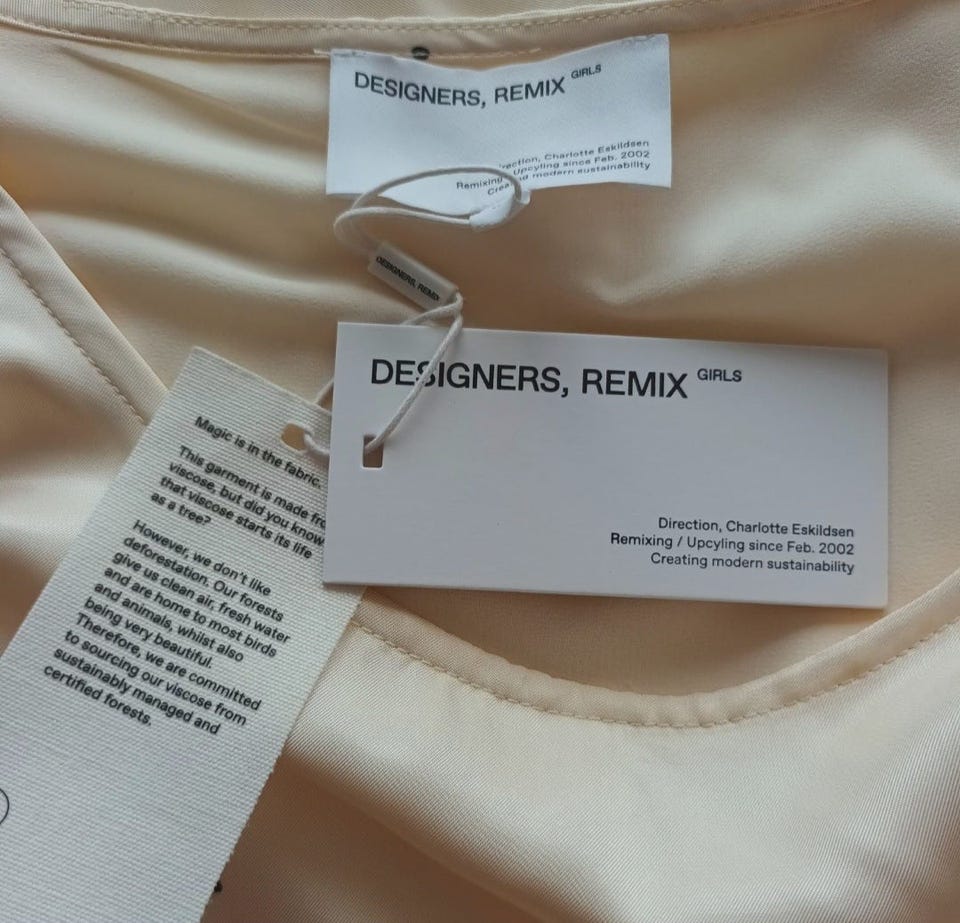 DESIGNERS, REMIX GIRLS
Direction, Charlotte Eskildsen
Remixing Upcyling since Feb. 2002
modern sustainability
DESIGNERS, REMIX
DESIGNERS, REMIX GIRLS
Direction, Charlotte Eskildsen
Remixing / Upcyling since Feb. 2002
Creating modern sustainability
Magic is in the fabric.
This garment is made
viscose, but did you know
that viscose starts its life
as a tree?
However, we don't like
deforestation. Our forests
give us clean air, fresh water
and are home to most birds
and animals, whilst also
being very beautiful.
Therefore, we are committed
to sourcing our viscose from
sustainably managed and
certified forests.